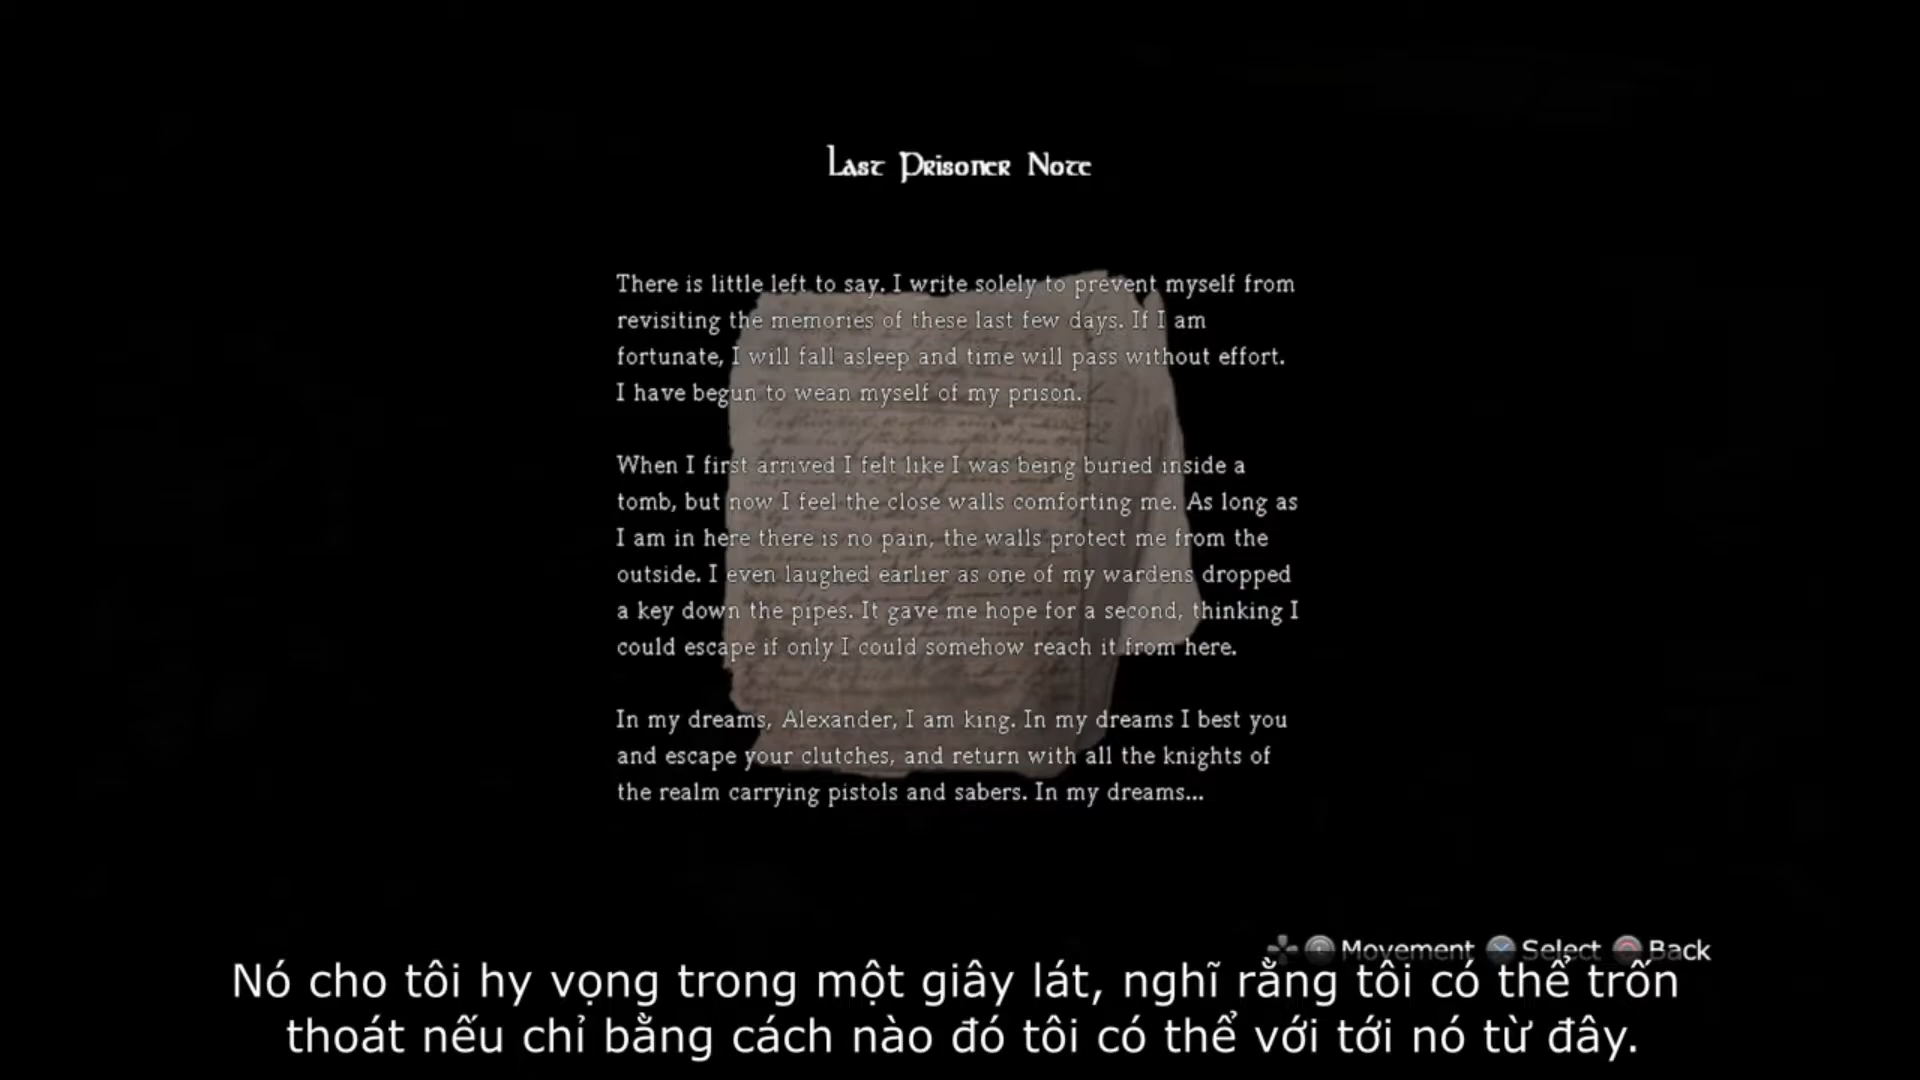 Last Prisoner Note
There is little left to say. I write solely to prevent myself from
revisiting the memories of these last few days. If I am
fortunate, I will fall asleep and time will pass without effort.
I have begun to wean myself of my prison.
When I first arrived I felt like I was being buried inside a
tomb, but now I feel the close walls comforting me. As long as
I am in here there is no pain, the walls protect me from the
outside. I even laughed earlier as one of my wardens dropped
a key down the pipes. It gave me hope for a second, thinking I
could escape if only I could somehow reach it from here.
In my dreams, Alexander, I am king. In my dreams I best you
and escape your clutches, and return with all the knights of
the realm carrying pistols and sabers. In my dreams...
Movement Select Back
Nó cho tôi hy vọng trong một giây lát, nghĩ rằng tôi có thể trốn
thoát nếu chỉ bằng cách nào đó tôi có thể với tới nó từ đây.